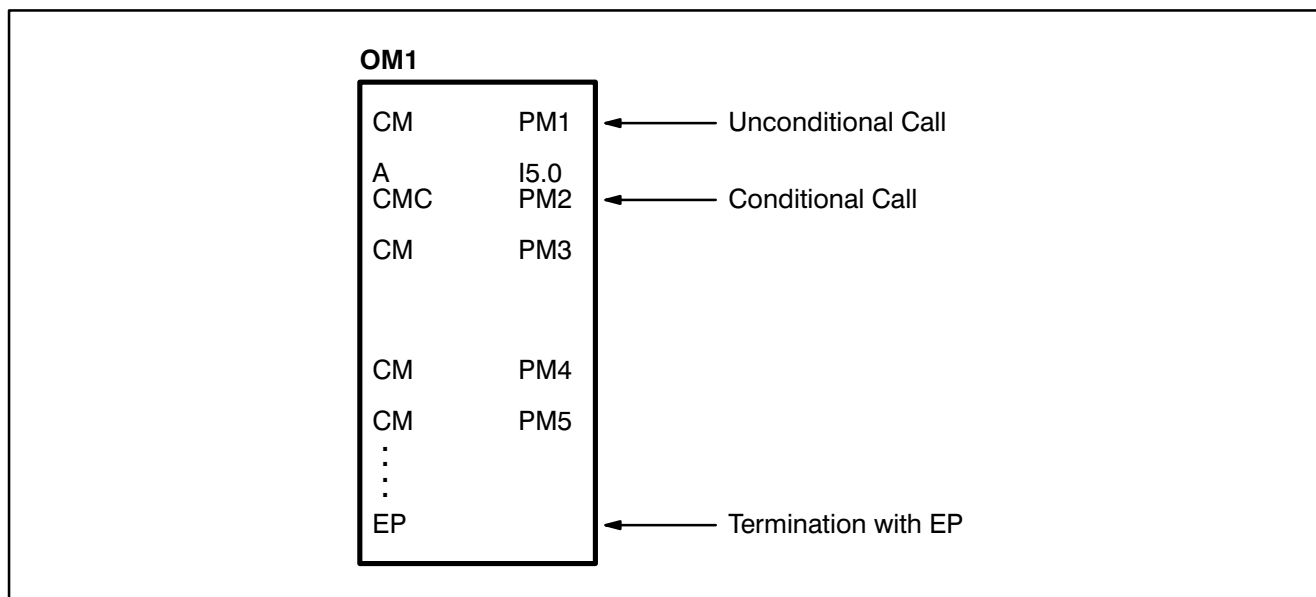 OM1
CM PM1 Unconditional Call
A I5.0
CMC PM2 Conditional Call
CM PM3
CM PM4
CM PM5
.
.
.
.
EP Termination with EP